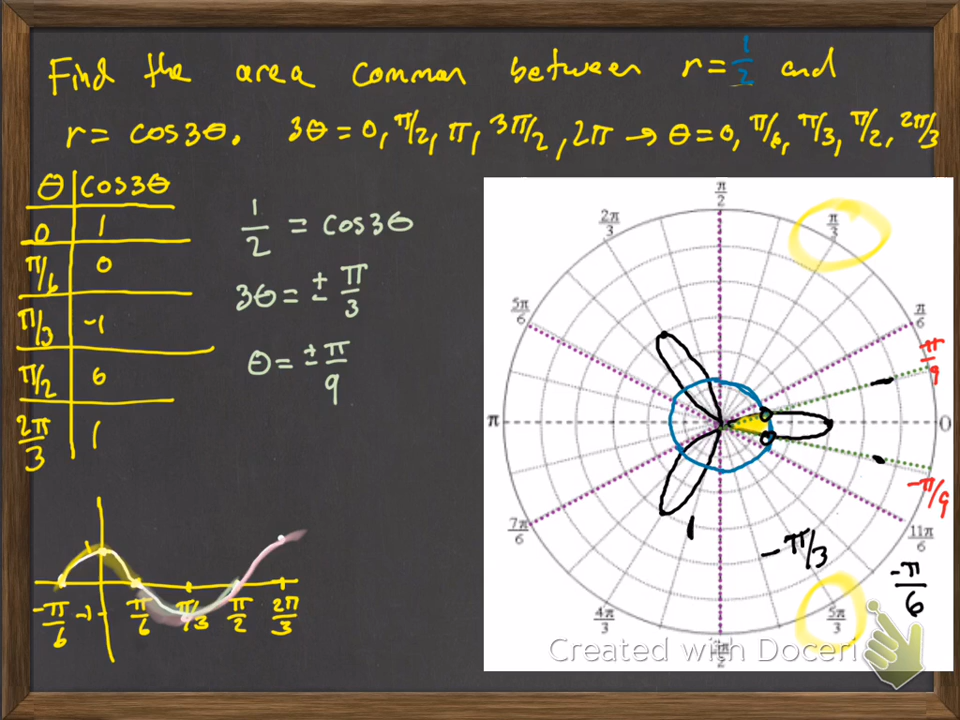 Find the area common between r = 1/2 and
r = cos3θ. 3θ = 0, π/2, π, 3π/2, 2π → θ = 0, π/6, π/3, π/2, 2π/3
θ cos3θ
0 1
π/6 0
π/3 -1
π/2 0
2π/3 1
1/2 = cos3θ
3θ = ± π/3
θ = ± π/9
1
-1
-π/6 π/6 π/3 π/2 2π/3
π/2
2π/3 π/3
5π/6 π/6
π/9
π 0
-π/9
7π/6 11π/6
-π/3
-π/6
4π/3 5π/3
3π/2
Created with Doceri